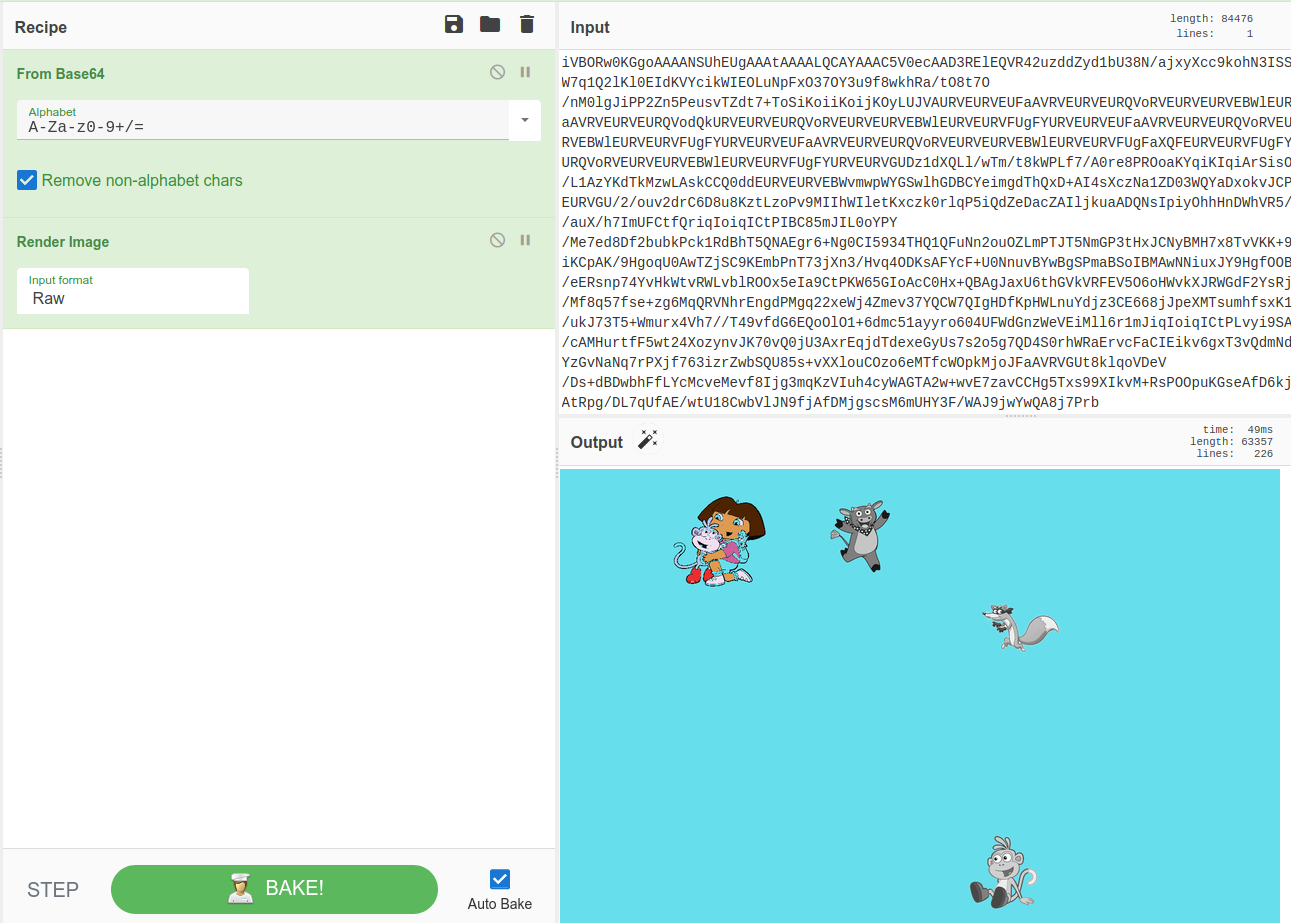 Recipe
From Base64
Alphabet
A-Za-z0-9+/=
Remove non-alphabet chars
Render Image
Input format
Raw
STEP
BAKE!
Auto Bake
Input
length: 84476
lines: 1
iVBORw0KGgoAAAANSUhEUgAAAtAAAALQCAYAAAC5V0ecAAD3RElEQVR42uzddZyd1bU38N/ajxyXcc9kohN3ISS
W7q1Q2lKl0EIdKVYcikWIEOLuNpFxO37OY3u9f8wkhRa/tO8t7O
/nM0lgJiPP2Zn5PeusvTZdt7+ToSiKoiiKoijKOyLUJVAURVEURVEUFaAVRVEURVEURQVoRVEURVEURVEBWlEUR
aAVRVEURVEURQVodQkURVEURVEURQVoRVEURVEURVEBWlEURVEURVFUgFYURVEURVEUFaAVRVEURVEURQVoRVEU
RVEBWlEURVEURVFUgFYURVEURVEUFaAVRVEURVEURQVoRVEURVEURVEBWlEURVEURVFUgFaXQFEURVEURVFUgFY
URQVoRVEURVEURVEBWlEURVEURVFUgFYURVEURVGUDz1dXQLl/wTm/t8kWPLf7/A0re8PROoaKYqiKIqiArSisO
/L1AzYKdTkMzwLAskCCQ0ddEURVEURVEBWvmwpWYGSwlhGDBCYeimgdThQxD+AI4sXczNa1ZD03WQYaDxokvJCP
EURVGU/2/ouv2drC6D8u8KztLzoPv9MIIhWIletKxczk0rlqP5iQdZeDacZAIljkuaADQNsIpiyOhhHnDWhVR5/
/auX/h7ImUFCtfQriqIoiqICtPIBC85mJIL0oYPY
/Me7ed8Df2bubkPck1RdBhT5QNAEgr6+Ng0CI5934THQ1QFuNn2ouOZLmPTJT5NmGP3tHxJCNyBMH7x8TvVKK+9
iKCpAK/9HgoqU0AwTZjSC9KEmbPnT73jXn3/Hvq4ODKsAFYcF+U0NnuvBYwBgSPmaBSoIBMAwNNiuxJY9HgfOOB
/eERsnp74YvHkWtvRWLvblROOx5eIa9CtPKW65GIoAcC0Hx+QBAgJaxU6thGVkVRFEV5O6oHWvkXJRWGdF2YsRj
/Mf8q57fse+zg6MqQRVNhrEngdPMgq22xeWj4Zmev37YQCW7QIgHDfKpHWLnuYdjz3CE668jJpeXMTsumhfsxK1
/ukJ73T5+Wmurx4Vh7//T49vfdG6EQoOlO1+6dmc51ayyro604UFWdGnzWeVEiMll6r1mJiqIoiqICtPLvyi9SA
/cAMHurtfF5wt24XozynvJK70vQ0jU3AxrEqjdTdexeGyUs7s2o5g7QD4S0rhWRaErvcFaCIEikv6gxT3vQdmNd
YzGvNaNq7rPXjf763izrZwbSQU85s+vXXlouCOzo6eMTfcWOpkMjoJFaAVRVGUt8klqoVDeV
/Ds+dBDwbhFfLYcMcveMevf8Ijg3mqKzVIuh4cyWAGTA2w+wvE7zavCCHg5Txs99XIkvM+RsPOOpuKGseAfD6kj
AtRpg/DL7qUfAE/wtU18CwbVlJN9fjAfDMjgscsM6mUHY3F/WAJ9jwYwQA8j7Prb
Output
time: 49ms
length: 63357
lines: 226